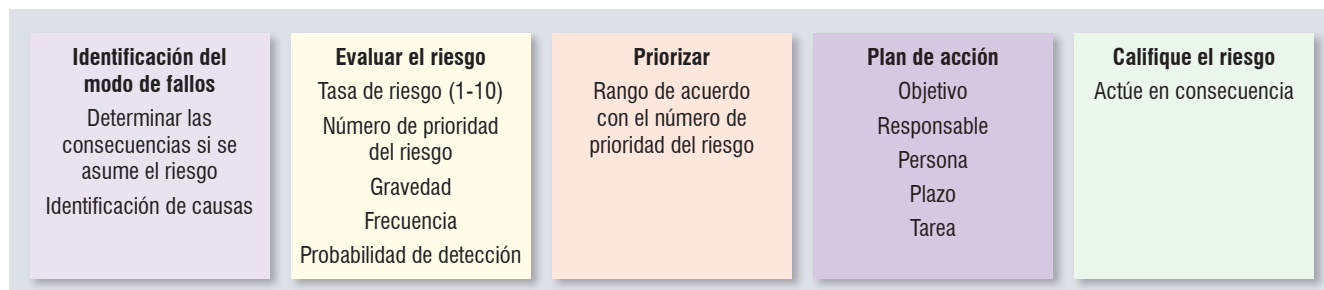 Identificación del
modo de fallos
Determinar las
consecuencias si se
asume el riesgo
Identificación de causas
Evaluar el riesgo
Tasa de riesgo (1-10)
Número de prioridad
del riesgo
Gravedad
Frecuencia
Probabilidad de detección
Priorizar
Rango de acuerdo
con el número de
prioridad del riesgo
Plan de acción
Objetivo
Responsable
Persona
Plazo
Tarea
Califique el riesgo
Actúe en consecuencia